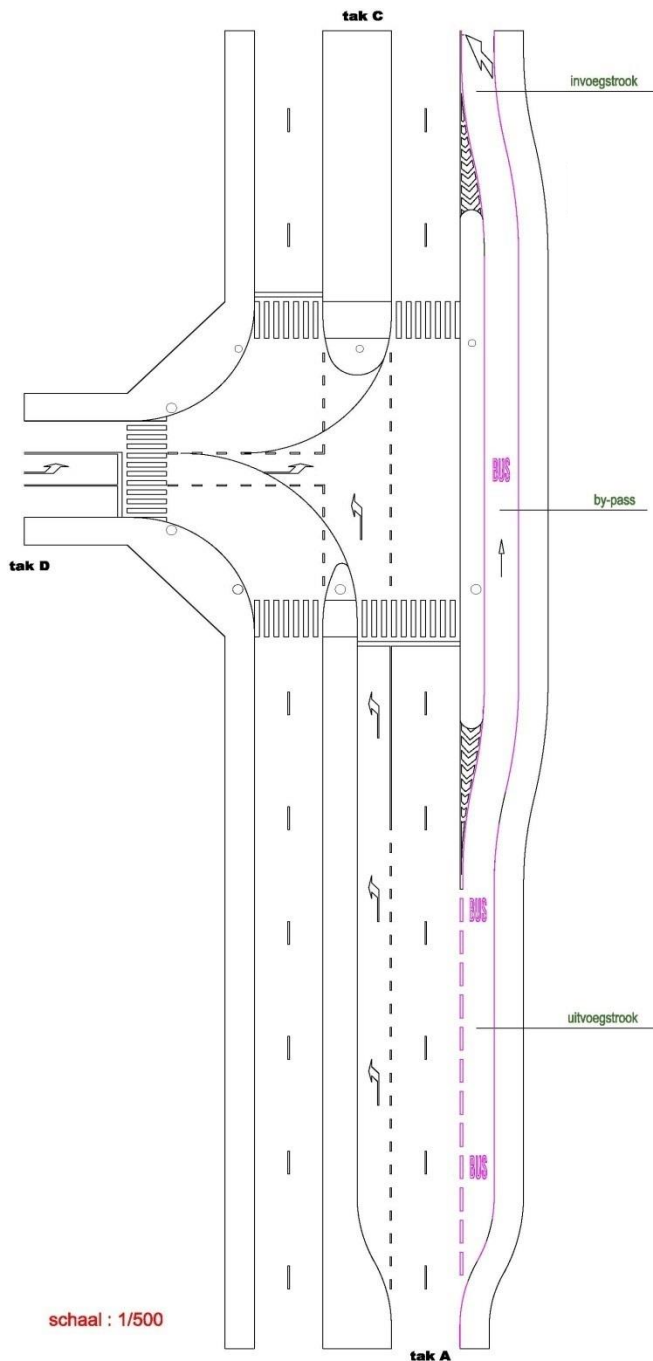 tak C
invoegstrook
BUS
by-pass
tak D
BUS
uitvoegstrook
BUS
schaal : 1/500
tak A